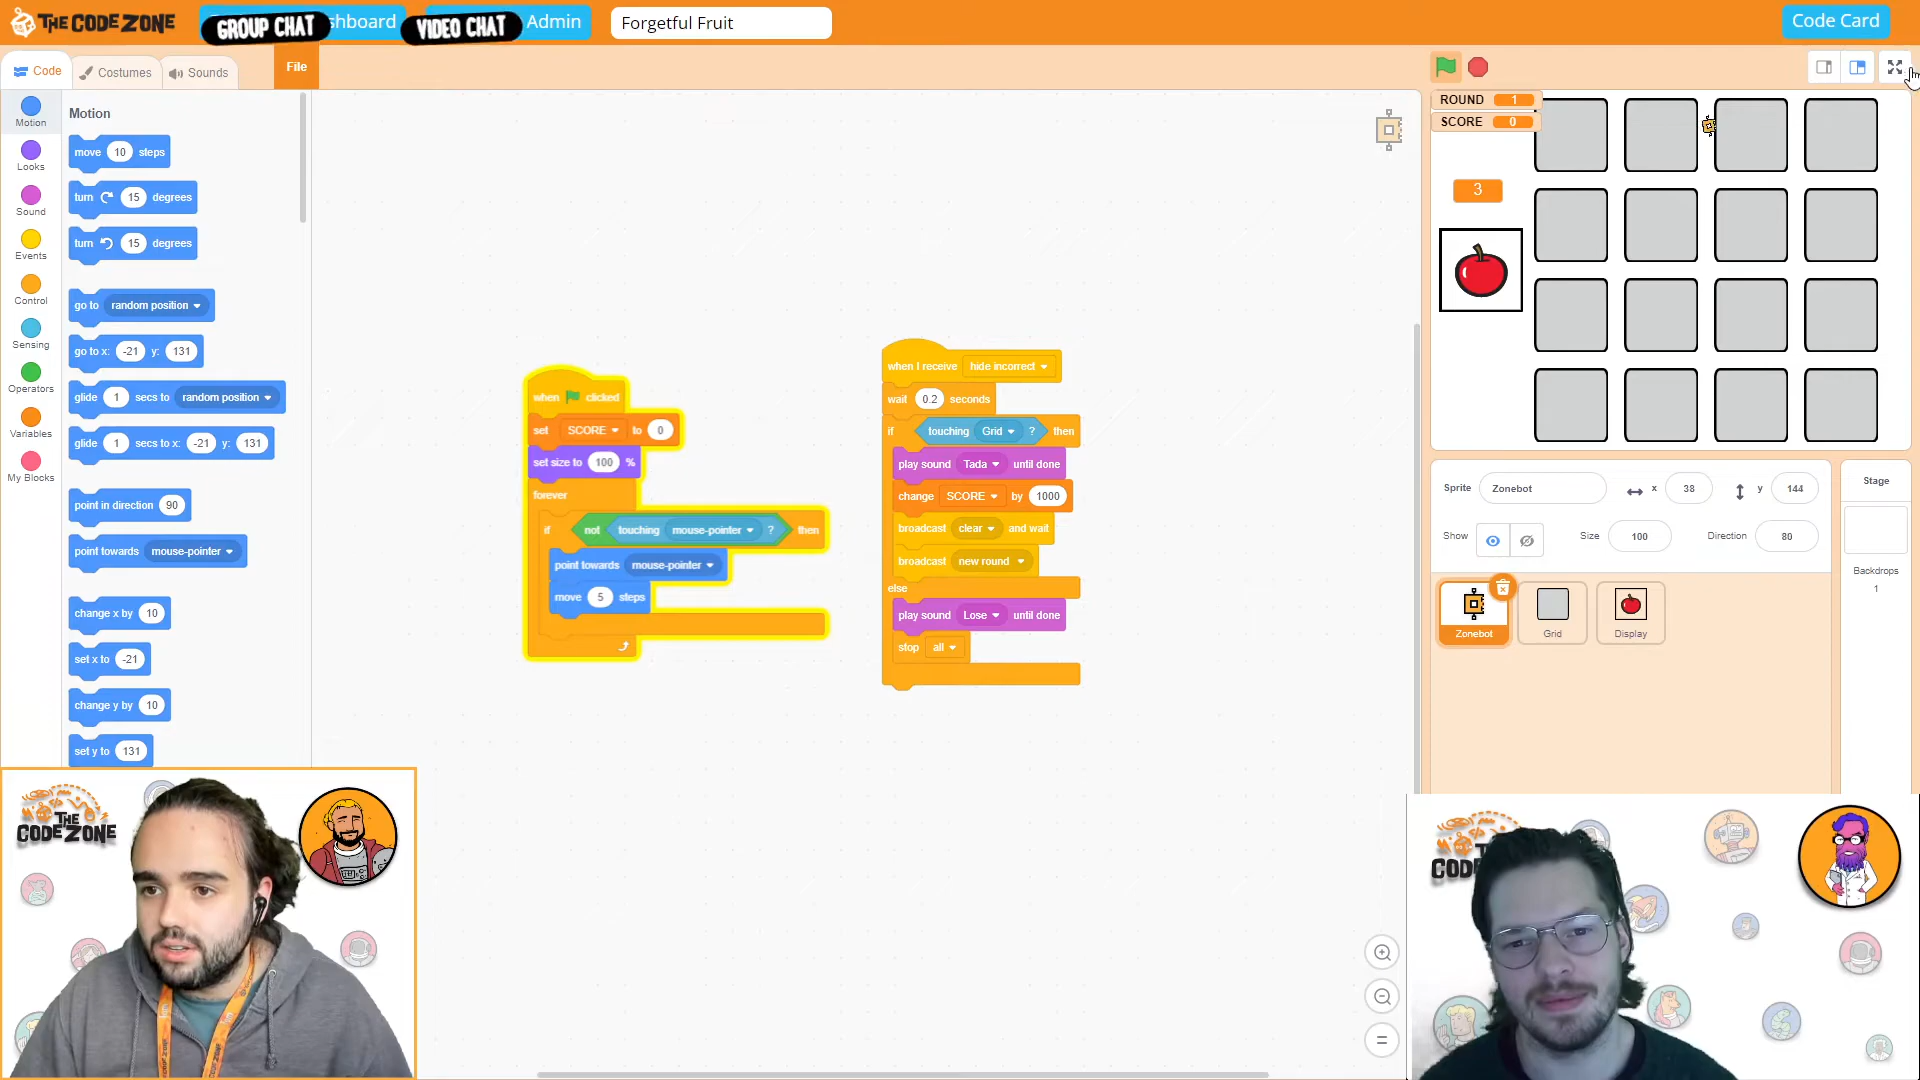 THE CODE ZONE
GROUP CHAT
shboard
VIDEO CHAT
Admin
Forgetful Fruit
Code Card
Code
Costumes
Sounds
File
Motion
Looks
Sound
Events
Control
Sensing
Operators
Variables
My Blocks
Motion
move 10 steps
turn 15 degrees
turn 15 degrees
go to random position
go to x: -21 y: 131
glide 1 secs to random position
glide 1 secs to x: -21 y: 131
point in direction 90
point towards mouse-pointer
change x by 10
set x to -21
change y by 10
set y to 131
when clicked
set SCORE to 0
set size to 100 %
forever
if not touching mouse-pointer ? then
point towards mouse-pointer
move 5 steps
when I receive hide incorrect
wait 0.2 seconds
if touching Grid ? then
play sound Tada until done
change SCORE by 1000
broadcast clear and wait
broadcast new round
else
play sound Lose until done
stop all
ROUND 1
SCORE 0
3
Sprite Zonebot x 38 y 144
Show Size 100 Direction 80
Zonebot
Grid
Display
Stage
Backdrops
1
THE
CODE ZONE
COD